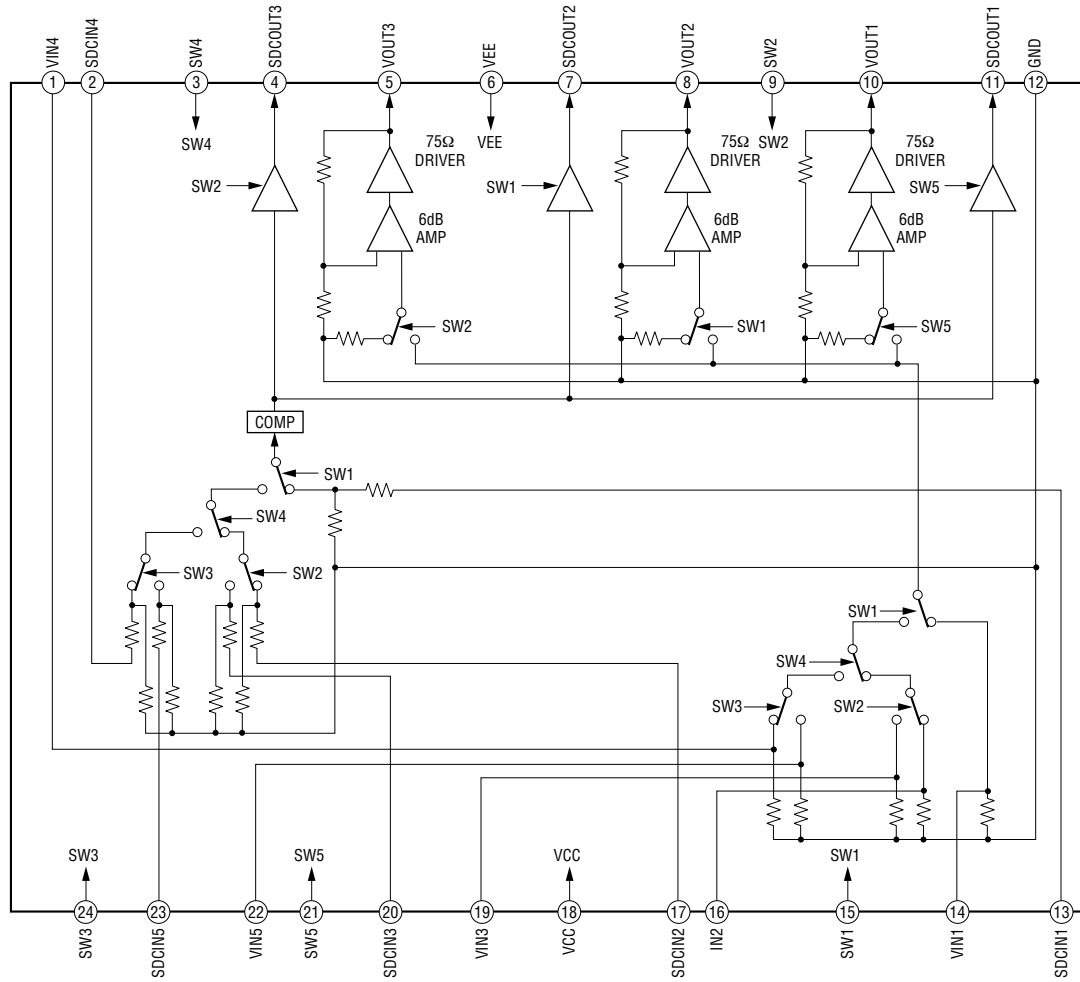 VIN4
SDCIN4
SW4
SDCOUT3
VOUT3
VEE
SDCOUT2
VOUT2
SW2
VOUT1
SDCOUT1
GND
1
2
3
4
5
6
7
8
9
10
11
12
SW4
VEE
SW2
75Ω
DRIVER
75Ω
DRIVER
75Ω
DRIVER
SW2
SW1
SW5
6dB
AMP
6dB
AMP
6dB
AMP
SW2
SW1
SW5
COMP
SW1
SW4
SW3
SW2
SW1
SW4
SW3
SW2
SW3
SW5
VCC
SW1
24
23
22
21
20
19
18
17
16
15
14
13
SW3
SDCIN5
VIN5
SW5
SDCIN3
VIN3
VCC
SDCIN2
IN2
SW1
VIN1
SDCIN1